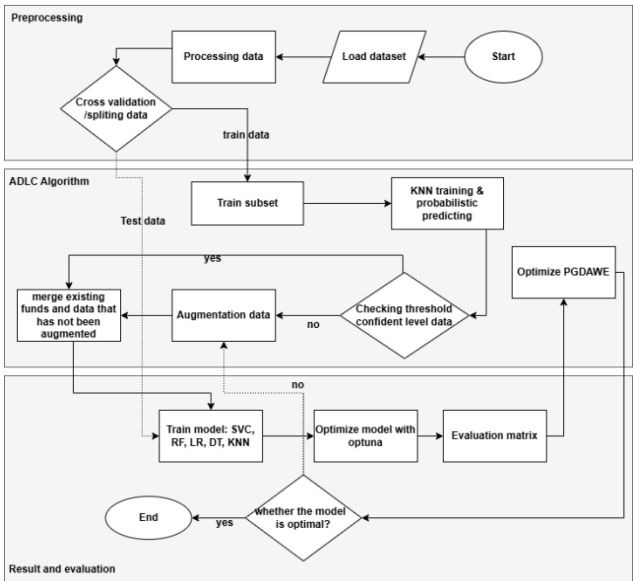 Preprocessing
Processing data
Load dataset
Start
Cross validation
/spliting data
train data
ADLC Algorithm
Train subset
KNN training &
probabilistic
predicting
Test data
yes
Optimize PGDAWE
merge existing
funds and data that
has not been
augmented
Augmentation data
no
Checking threshold
confident level data
no
Train model: SVC,
RF, LR, DT, KNN
Optimize model with
optuna
Evaluation matrix
End
yes
whether the model
is optimal?
Result and evaluation